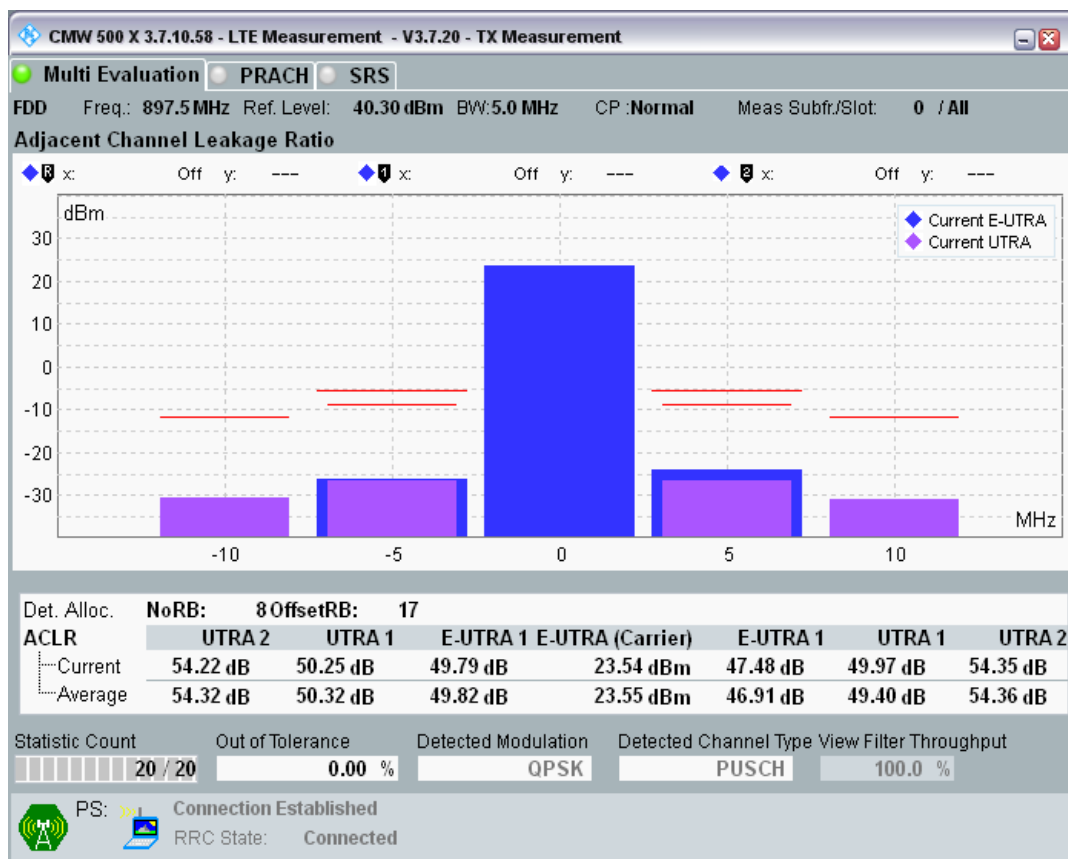 CMW 500 X 3.7.10.58 - LTE Measurement - V3.7.20 - TX Measurement
Multi Evaluation PRACH SRS
FDD Freq.: 897.5 MHz Ref. Level: 40.30 dBm BW:5.0 MHz CP :Normal Meas Subfr./Slot: 0 / All
Adjacent Channel Leakage Ratio
R x: Off y: --- 1 x: Off y: --- 2 x: Off y: ---
dBm
Current E-UTRA
Current UTRA
30
20
10
0
-10
-20
-30
MHz
-10 -5 0 5 10
Det. Alloc. NoRB: 8 OffsetRB: 17
ACLR UTRA 2 UTRA 1 E-UTRA 1 E-UTRA (Carrier) E-UTRA 1 UTRA 1 UTRA 2
Current 54.22 dB 50.25 dB 49.79 dB 23.54 dBm 47.48 dB 49.97 dB 54.35 dB
Average 54.32 dB 50.32 dB 49.82 dB 23.55 dBm 46.91 dB 49.40 dB 54.36 dB
Statistic Count Out of Tolerance Detected Modulation Detected Channel Type View Filter Throughput
20 / 20 0.00 % QPSK PUSCH 100.0 %
PS: Connection Established
RRC State: Connected